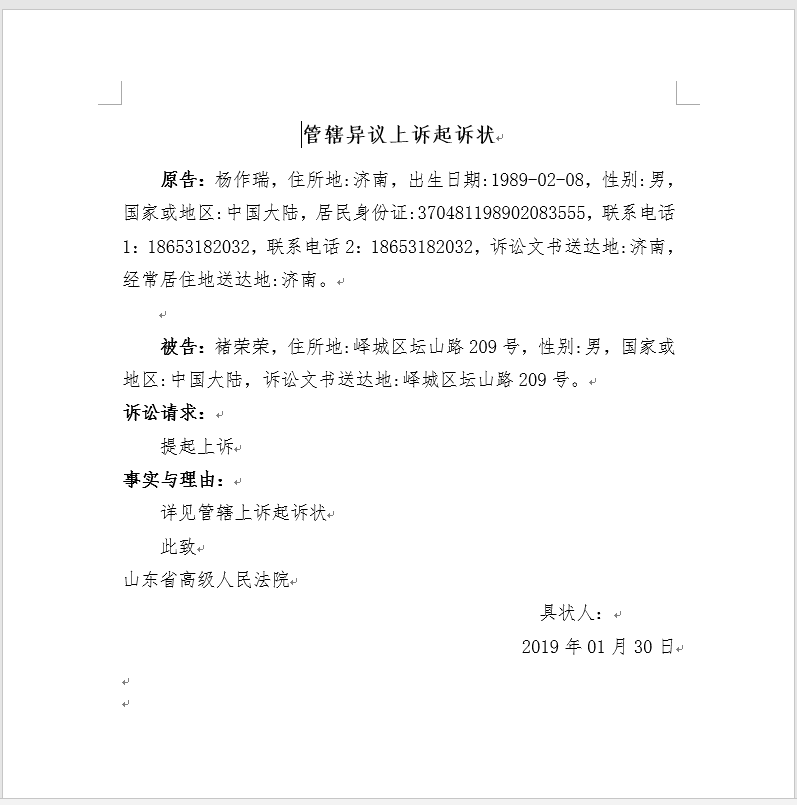 管辖异议上诉起诉状
原告：杨作瑞，住所地:济南，出生日期:1989-02-08，性别:男，
国家或地区:中国大陆，居民身份证:370481198902083555，联系电话
1：18653182032，联系电话2：18653182032，诉讼文书送达地:济南，
经常居住地送达地:济南。
被告：褚荣荣，住所地:峄城区坛山路209号，性别:男，国家或
地区:中国大陆，诉讼文书送达地:峄城区坛山路209号。
诉讼请求：
提起上诉
事实与理由：
详见管辖上诉起诉状
此致
山东省高级人民法院
具状人：
2019年01月30日